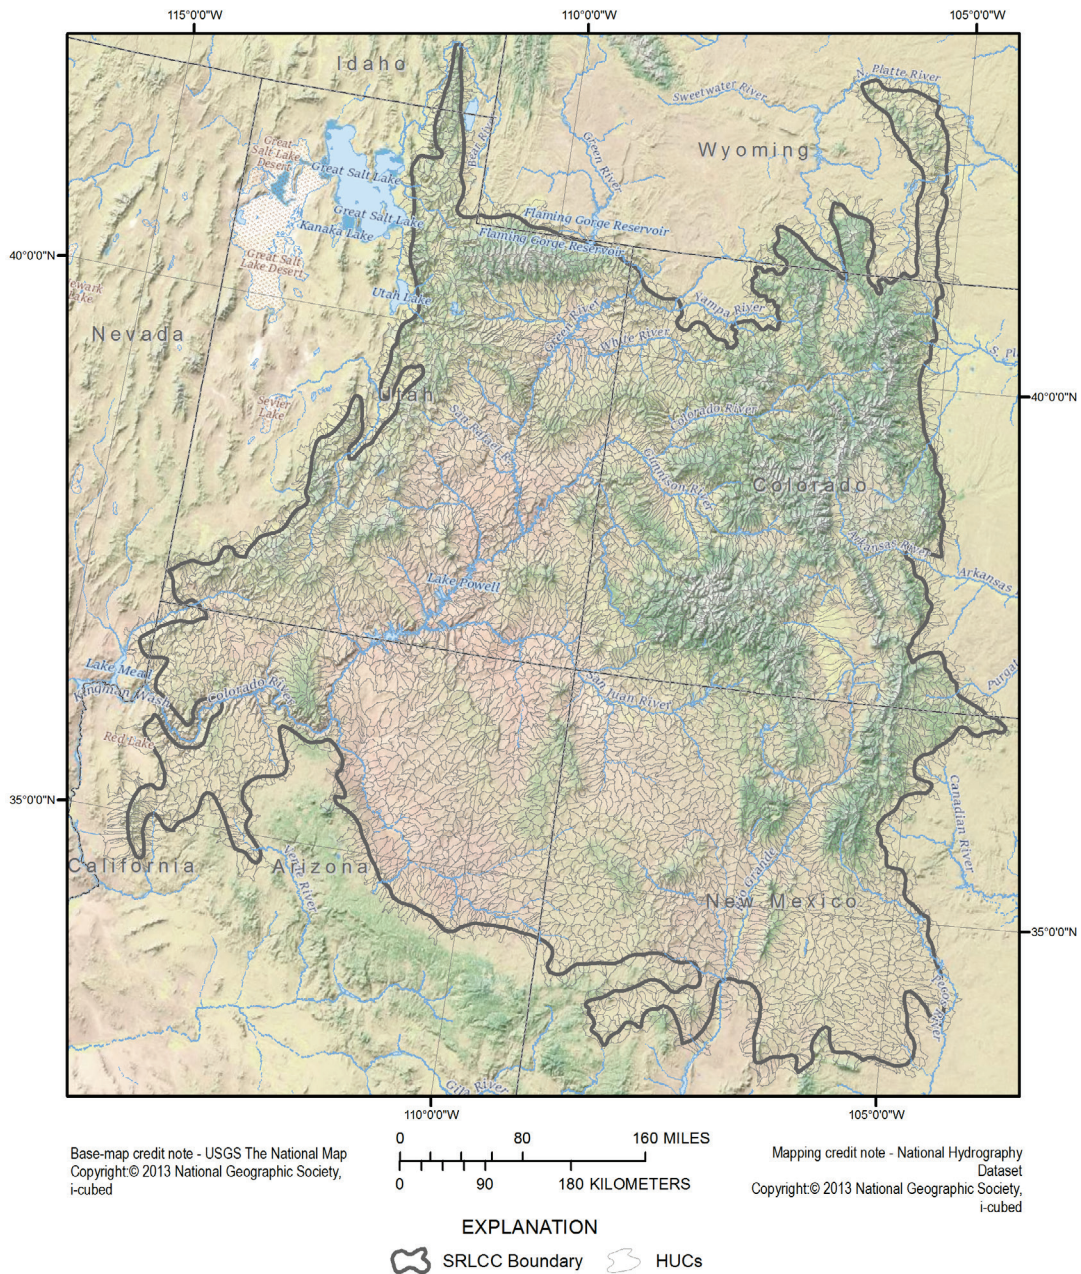 115°0'0"W
110°0'0"W
105°0'0"W
Idaho
N. Platte River
Sweetwater River
Great
Salt Lake
Desert
Great Salt Lake
Bear River
Green River
Wyoming
Great Salt Lake
Kanaka Lake
Flaming Gorge Reservoir
Flaming Gorge Reservoir
40°0'0"N
Great Salt
Lake Desert
Utah Lake
Yampa River
Nevada
Green River
White River
S. Pl
40°0'0"N
Utah
Sevier
Lake
San Rafael R
Colorado River
Gunnison River
Colorado
Arkansas River
Arkansas
Lake Powell
Lake Mead
Kingman Wash
Colorado River
San Juan River
Purgat
Red Lake
35°0'0"N
Canadian River
California
Arizona
Verde River
Rio Grande
New Mexico
35°0'0"N
Pecos River
Gila River
110°0'0"W
105°0'0"W
0 80 160 MILES
0 90 180 KILOMETERS
Base-map credit note - USGS The National Map
Copyright:© 2013 National Geographic Society,
i-cubed
Mapping credit note - National Hydrography
Dataset
Copyright:© 2013 National Geographic Society,
i-cubed
EXPLANATION
SRLCC Boundary
HUCs